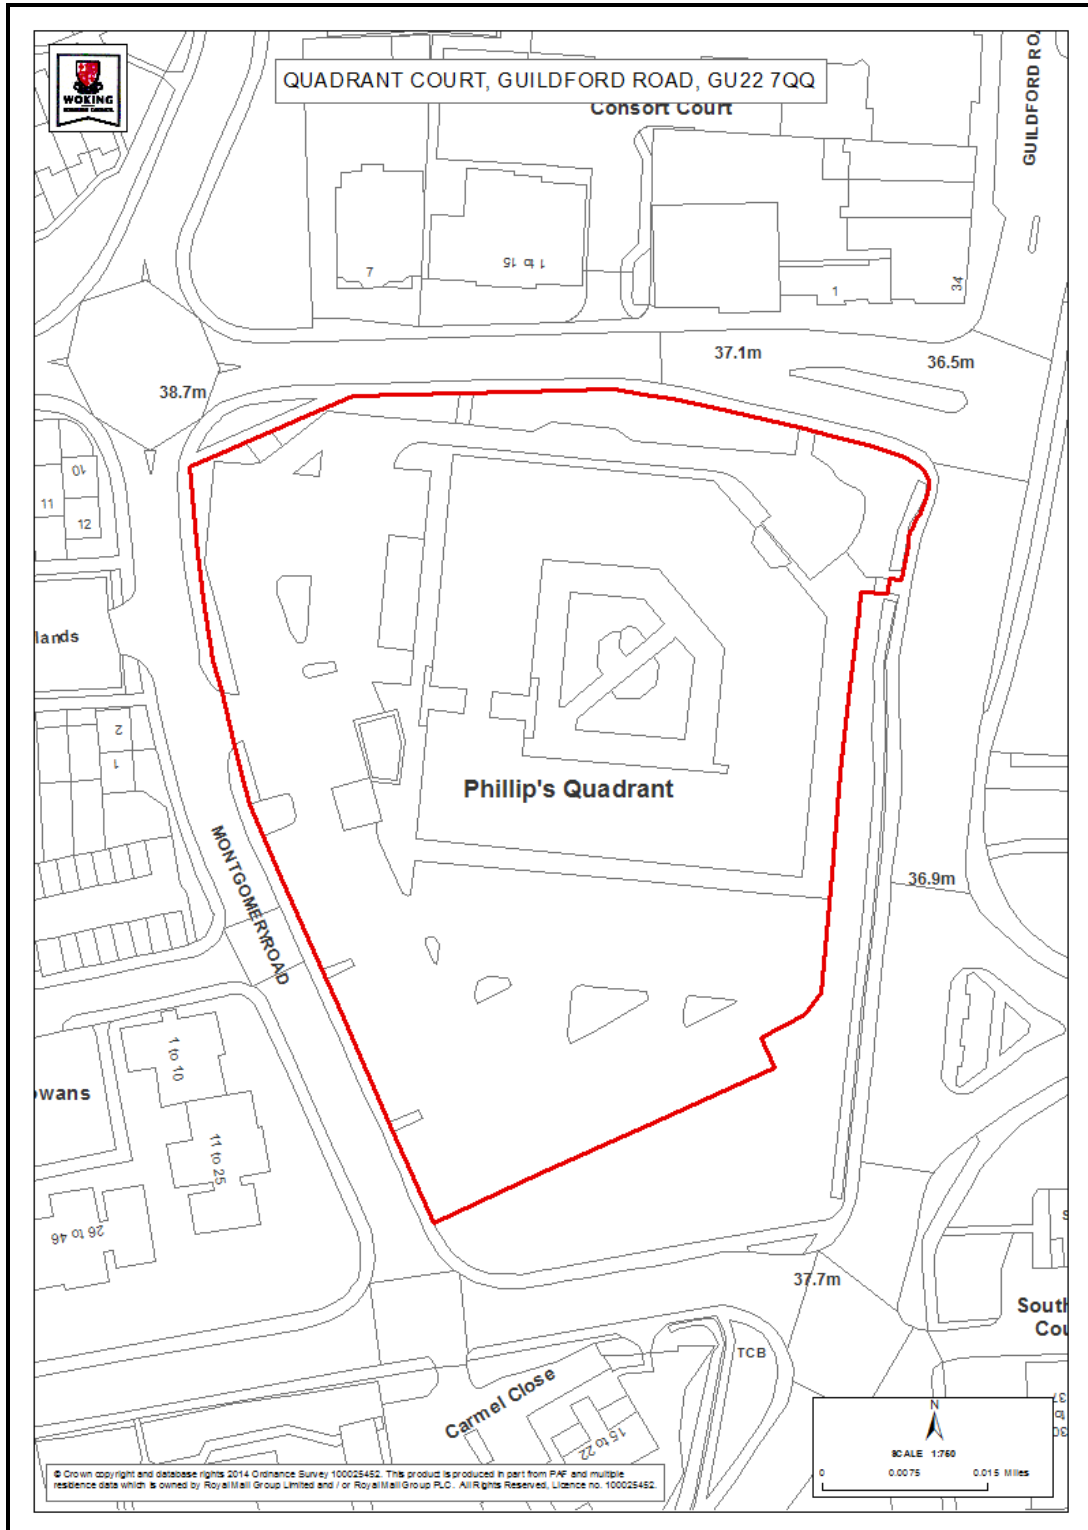 WOKING
BOROUGH COUNCIL
QUADRANT COURT, GUILDFORD ROAD, GU22 7QQ
Consort Court
GUILDFORD RO
7
1 to 15
1
34
37.1m
36.5m
38.7m
10
11
12
lands
2
1
Phillip's Quadrant
MONTGOMERY ROAD
36.9m
1 to 10
wans
11 to 25
26 to 46
37.7m
South
Cou
TCB
Carmel Close
15 to 22
37
to
30
N
SCALE 1:750
0 0.0075 0.015 Miles
© Crown copyright and database rights 2014 Ordnance Survey 100025452. This product is produced in part from PAF and multiple
residence data which is owned by Royal Mail Group Limited and / or Royal Mail Group PLC. All Rights Reserved, Licence no. 100025452.